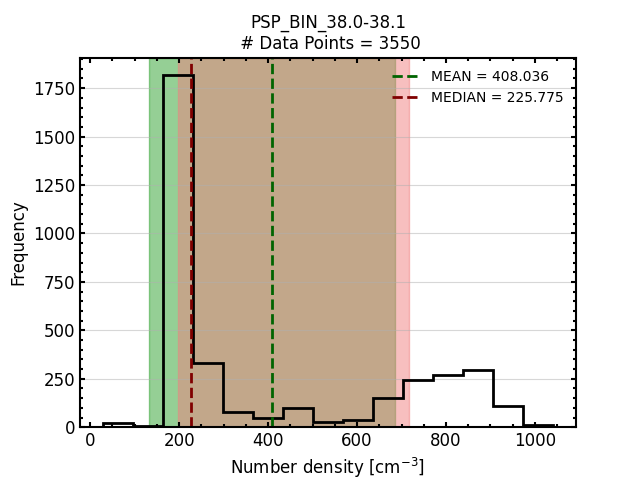 PSP_BIN_38.0-38.1
# Data Points = 3550
MEAN = 408.036
MEDIAN = 225.775
Frequency
1750
1500
1250
1000
750
500
250
0
0 200 400 600 800 1000
Number density [cm⁻³]